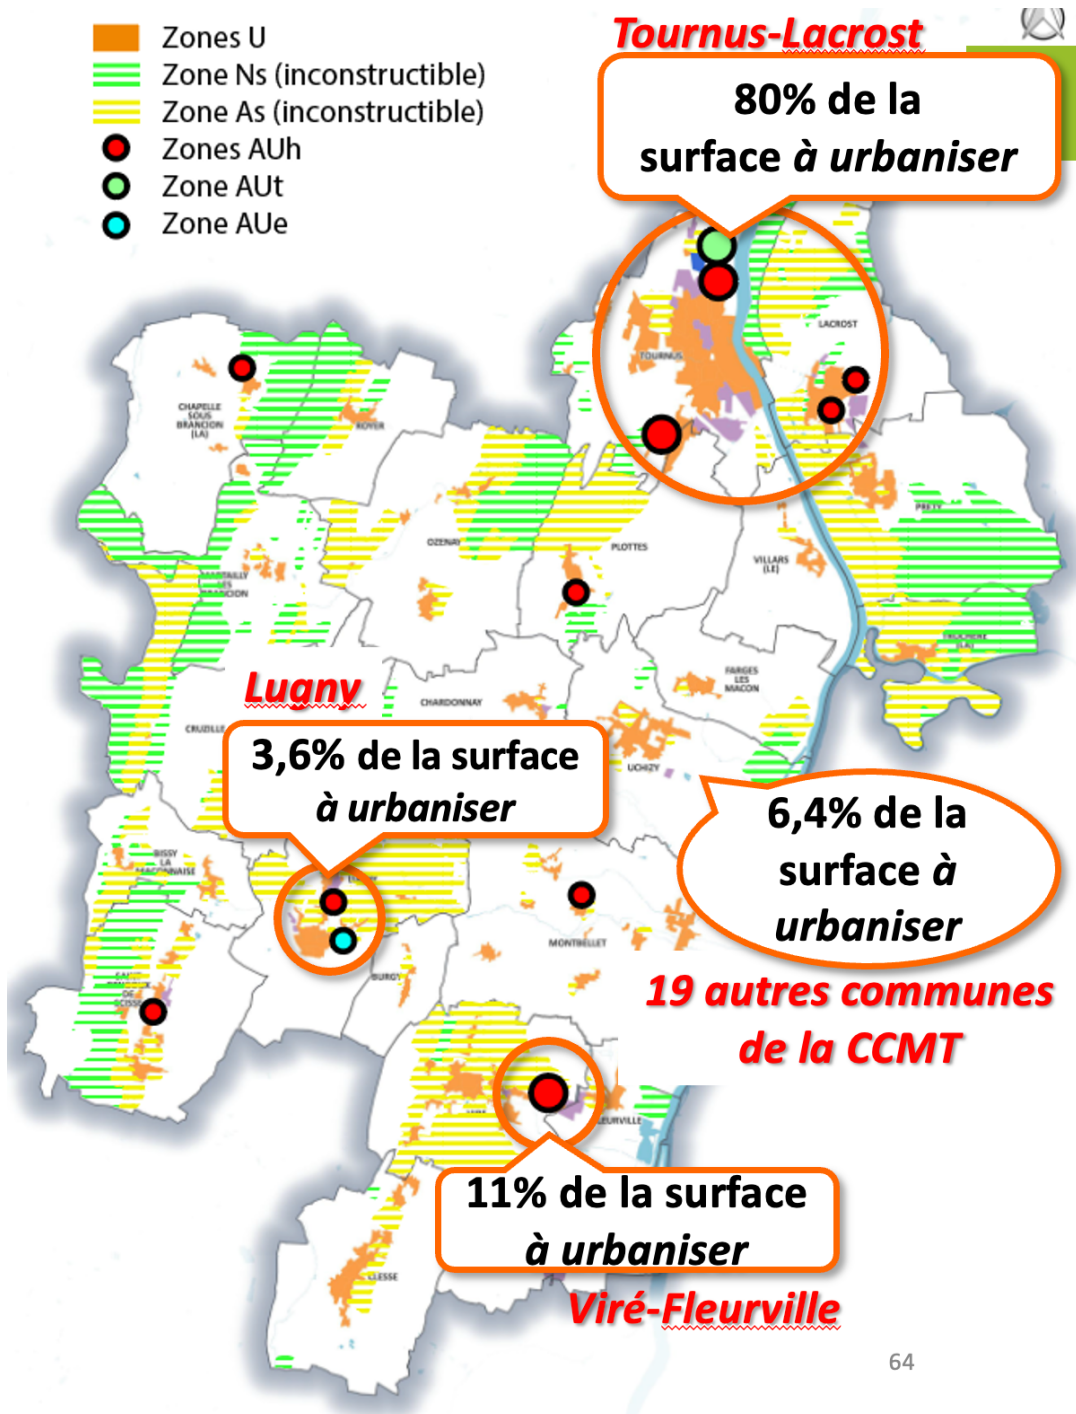 Zones U
Zone Ns (inconstructible)
Zone As (inconstructible)
Zones AUh
Zone AUt
Zone AUe
Tournus-Lacrost
80% de la
surface à urbaniser
LACROST
TOURNUS
CHAPELLE
SOUS
BRANCION
(LA)
ROYER
PRETY
OZENAY
PLOTTES
VILLARS
(LE)
TRUCHERE
(LA)
FARGES
LES
MACON
Lugny
CHARDONNAY
CRUZILLE
UCHIZY
3,6% de la surface
à urbaniser
6,4% de la
surface à
urbaniser
BISSY
LA
MACONNAISE
MONTBELLET
BURGY
19 autres communes
de la CCMT
DE
11% de la surface
à urbaniser
CLESSE
Viré-Fleurville
64